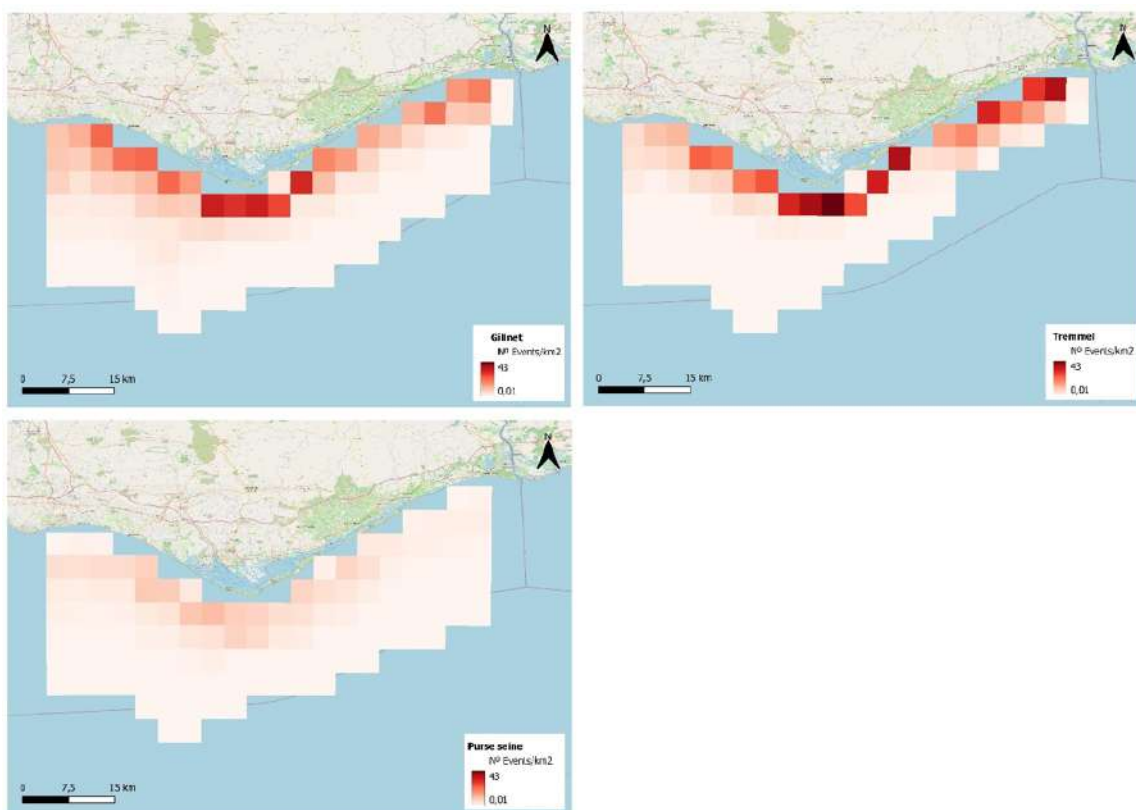 N
Gillnet
Nº Events/km2
43
0,01
0 7,5 15 km
N
Tremmel
Nº Events/km2
43
0,01
0 7,5 15 km
N
Purse seine
Nº Events/km2
43
0,01
0 7,5 15 km